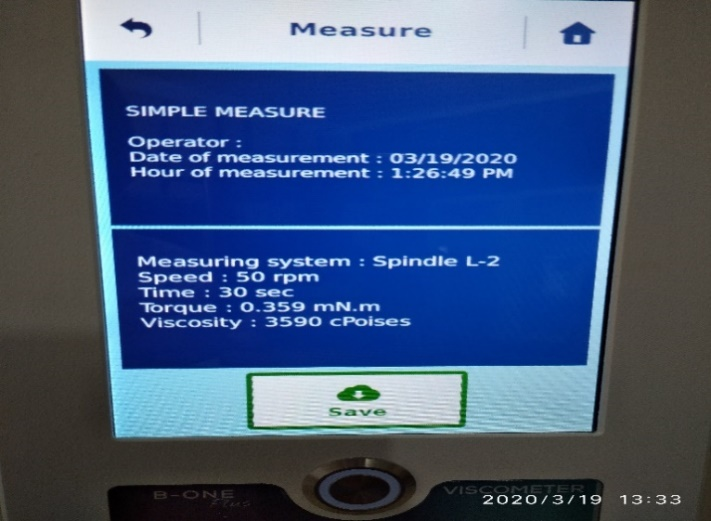 Measure
SIMPLE MEASURE
Operator :
Date of measurement : 03/19/2020
Hour of measurement : 1:26:49 PM
Measuring system : Spindle L-2
Speed : 50 rpm
Time : 30 sec
Torque : 0.359 mN.m
Viscosity : 3590 cPoises
Save
B-ONE
Plus
VISCOMETER
2020/3/19 13:33